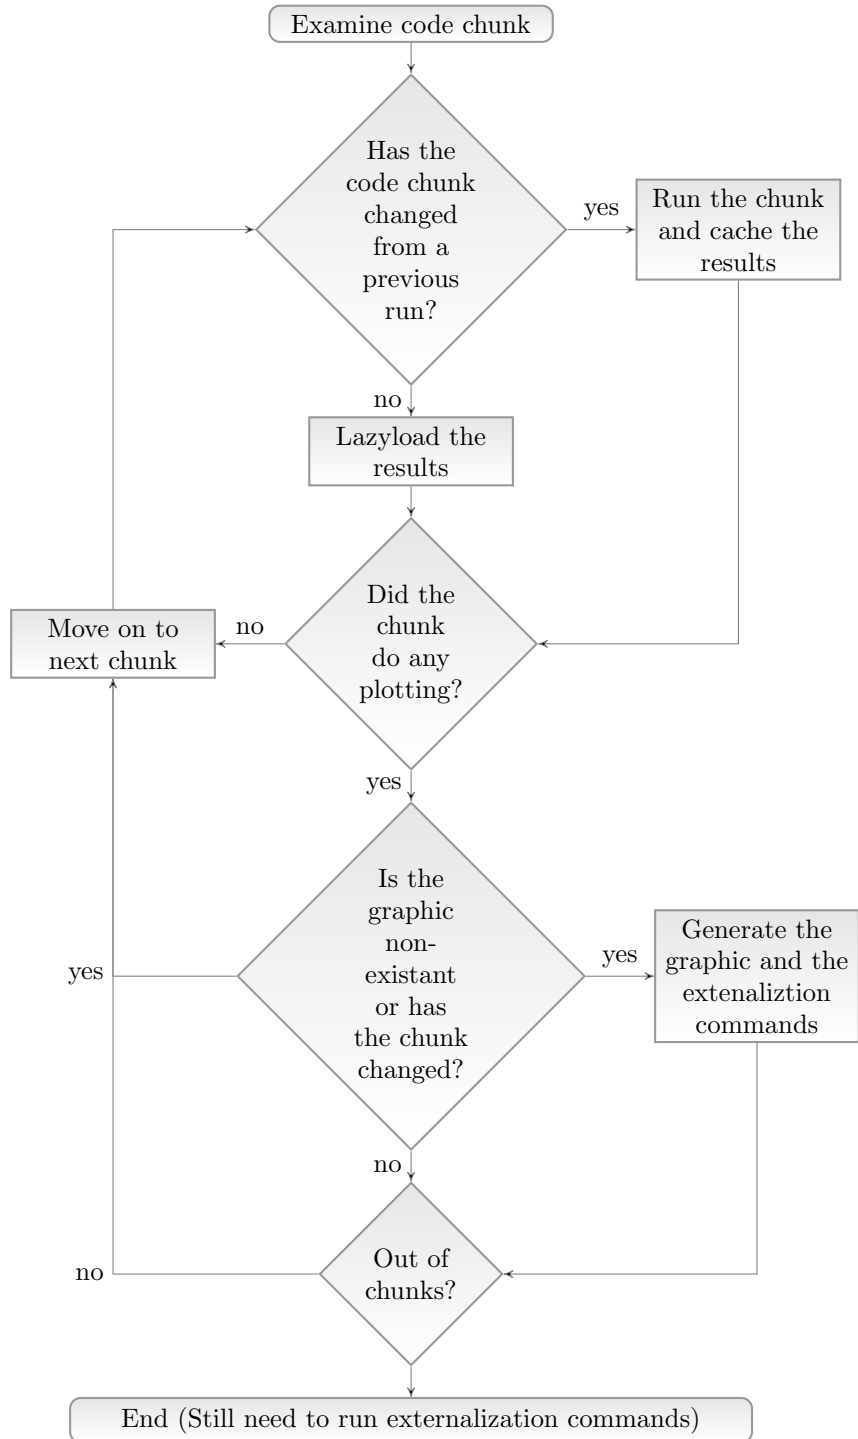 Examine code chunk
Has the
code chunk
changed
from a
previous
run?
yes
Run the chunk
and cache the
results
no
Lazyload the
results
Did the
chunk
do any
plotting?
no
Move on to
next chunk
yes
Is the
graphic
non-
existant
or has
the chunk
changed?
yes
yes
Generate the
graphic and the
extenaliztion
commands
no
Out of
chunks?
no
End (Still need to run externalization commands)